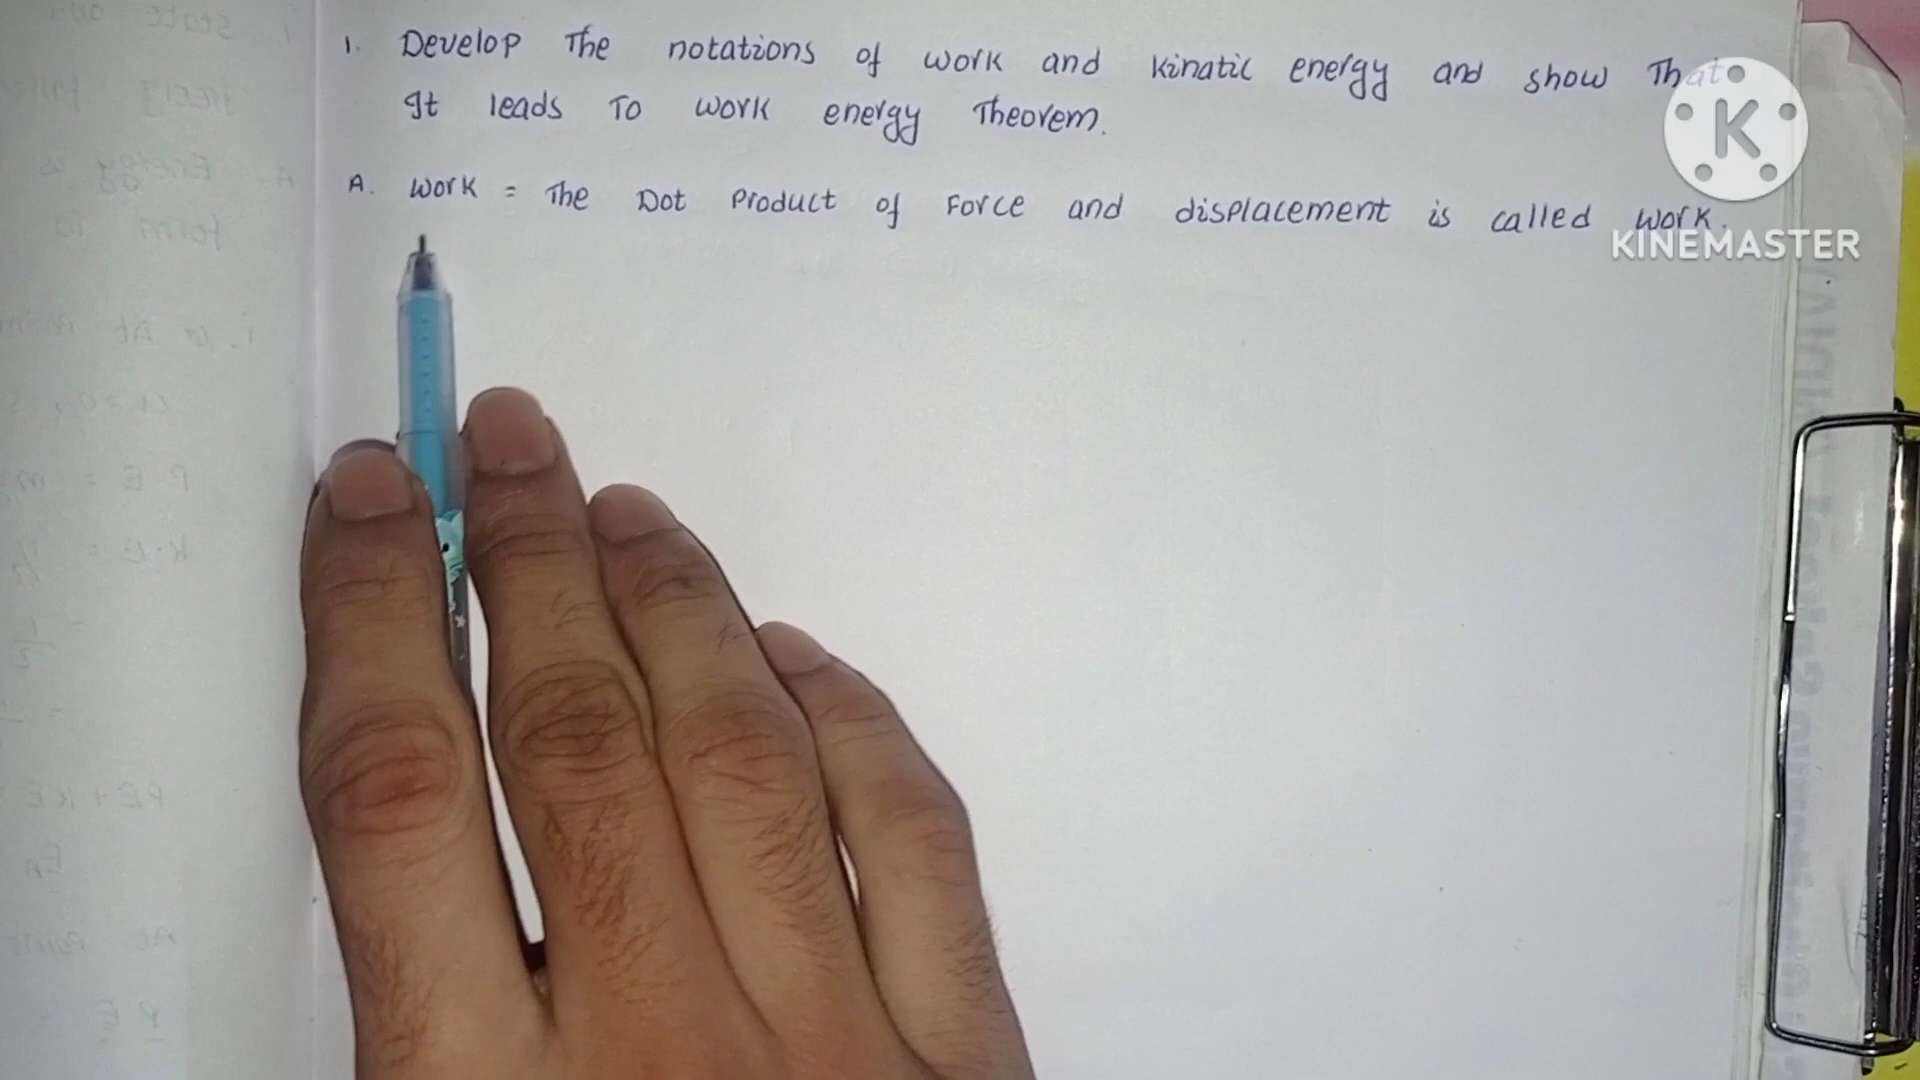 1. Develop The notations of work and kinatic energy and show That
It leads To work energy Theorem.
A. Work = The Dot Product of Force and displacement is called work.
K
KINEMASTER